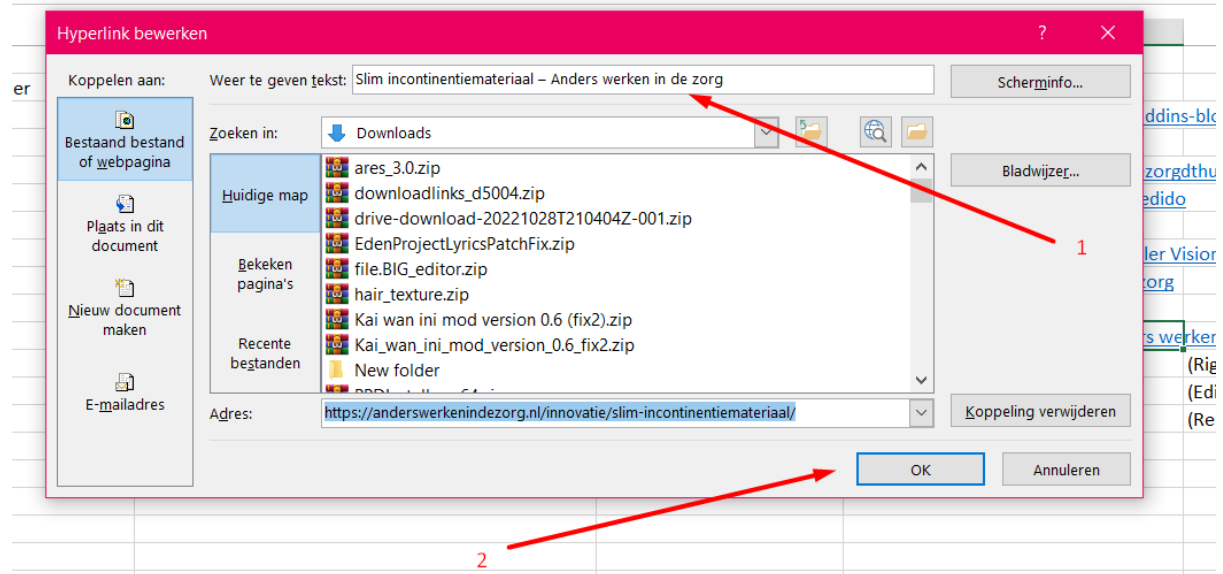 Hyperlink bewerken
Koppelen aan:
Weer te geven tekst: Slim incontinentiemateriaal – Anders werken in de zorg
Scherminfo...
er
Bestaand bestand
of webpagina
Zoeken in: Downloads
Bladwijzer...
Huidige map
Bekeken
pagina's
Recente
bestanden
ares_3.0.zip
downloadlinks_d5004.zip
drive-download-20221028T210404Z-001.zip
EdenProjectLyricsPatchFix.zip
file.BIG_editor.zip
hair_texture.zip
Kai wan ini mod version 0.6 (fix2).zip
Kai_wan_ini_mod_version_0.6_fix2.zip
New folder
Plaats in dit
document
Nieuw document
maken
E-mailadres
Adres: https://anderswerkenindezorg.nl/innovatie/slim-incontinentiemateriaal/
Koppeling verwijderen
OK
Annuleren
1
2
ddins-blo
zorgdthu
edido
ler Vision
zorg
rs werken
(Rig
(Edi
(Re